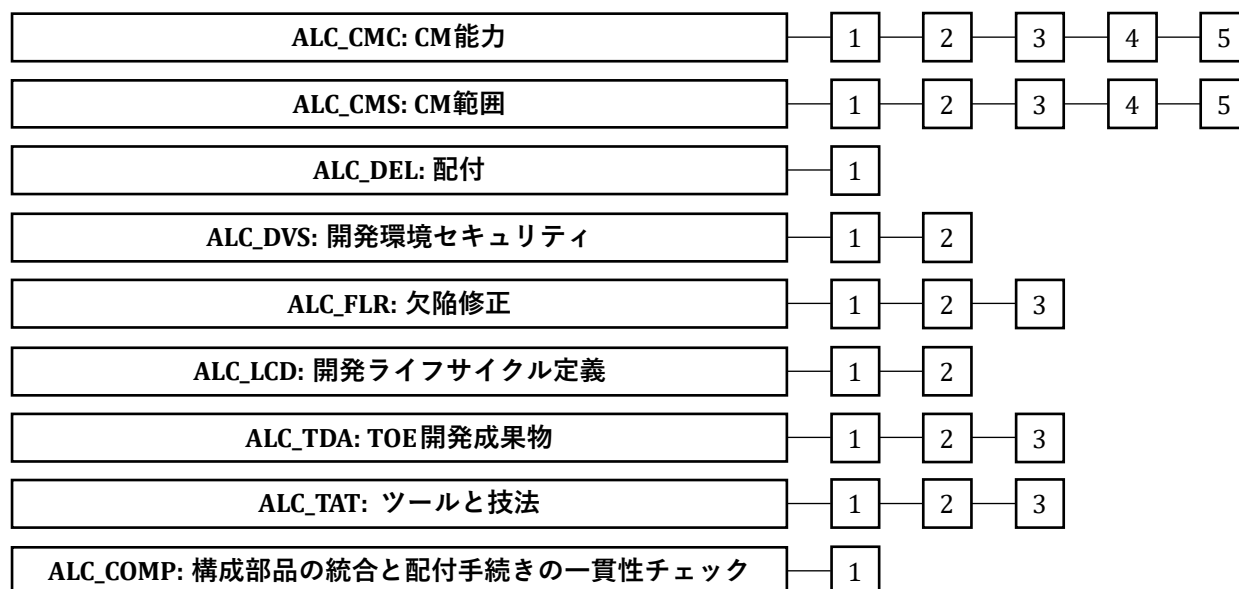 ALC_CMC: CM能力 1 2 3 4 5
ALC_CMS: CM範囲 1 2 3 4 5
ALC_DEL: 配付 1
ALC_DVS: 開発環境セキュリティ 1 2
ALC_FLR: 欠陥修正 1 2 3
ALC_LCD: 開発ライフサイクル定義 1 2
ALC_TDA: TOE開発成果物 1 2 3
ALC_TAT: ツールと技法 1 2 3
ALC_COMP: 構成部品の統合と配付手続きの一貫性チェック 1